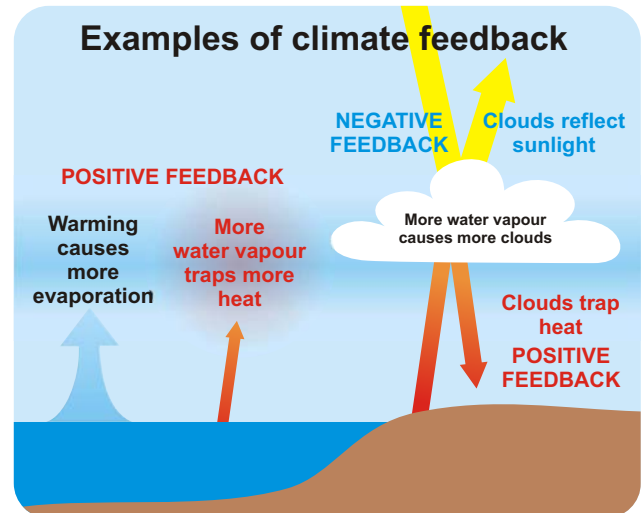 Examples of climate feedback
NEGATIVE
FEEDBACK
Clouds reflect
sunlight
POSITIVE FEEDBACK
Warming
causes
more
evaporation
More
water vapour
traps more
heat
More water vapour
causes more clouds
Clouds trap
heat
POSITIVE
FEEDBACK